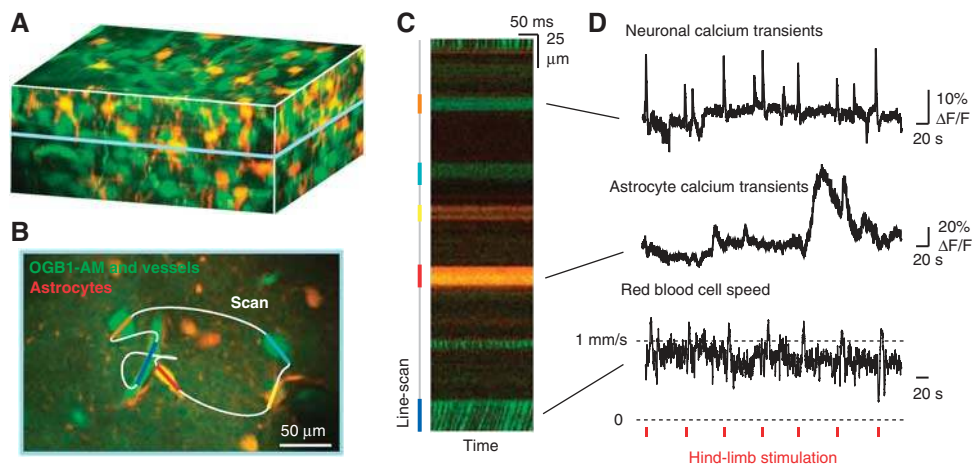 A
B
OGB1-AM and vessels
Astrocytes
Scan
50 μm
C
50 ms
25
μm
Line-scan
Time
D
Neuronal calcium transients
10%
ΔF/F
20 s
Astrocyte calcium transients
20%
ΔF/F
20 s
Red blood cell speed
1 mm/s
20 s
0
Hind-limb stimulation